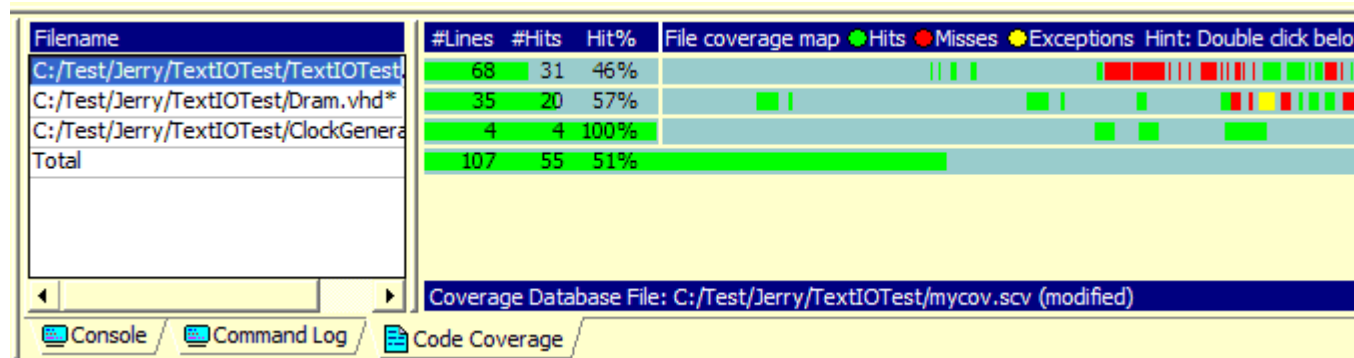 Filename #Lines #Hits Hit% File coverage map Hits Misses Exceptions Hint: Double click belo
C:/Test/Jerry/TextIOTest/TextIOTest. 68 31 46%
C:/Test/Jerry/TextIOTest/Dram.vhd* 35 20 57%
C:/Test/Jerry/TextIOTest/ClockGenera 4 4 100%
Total 107 55 51%
Coverage Database File: C:/Test/Jerry/TextIOTest/mycov.scv (modified)
Console Command Log Code Coverage